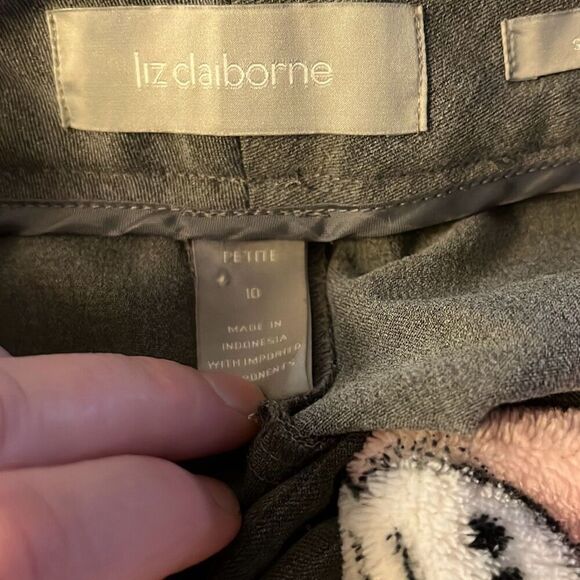 liz claiborne
PETITE
10
MADE IN
INDONESIA
WITH IMPORTED